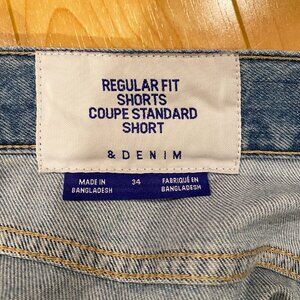 REGULAR FIT
SHORTS
COUPE STANDARD
SHORT
& DENIM
MADE IN
BANGLADESH
34
FABRIQUÉ EN
BANGLADESH